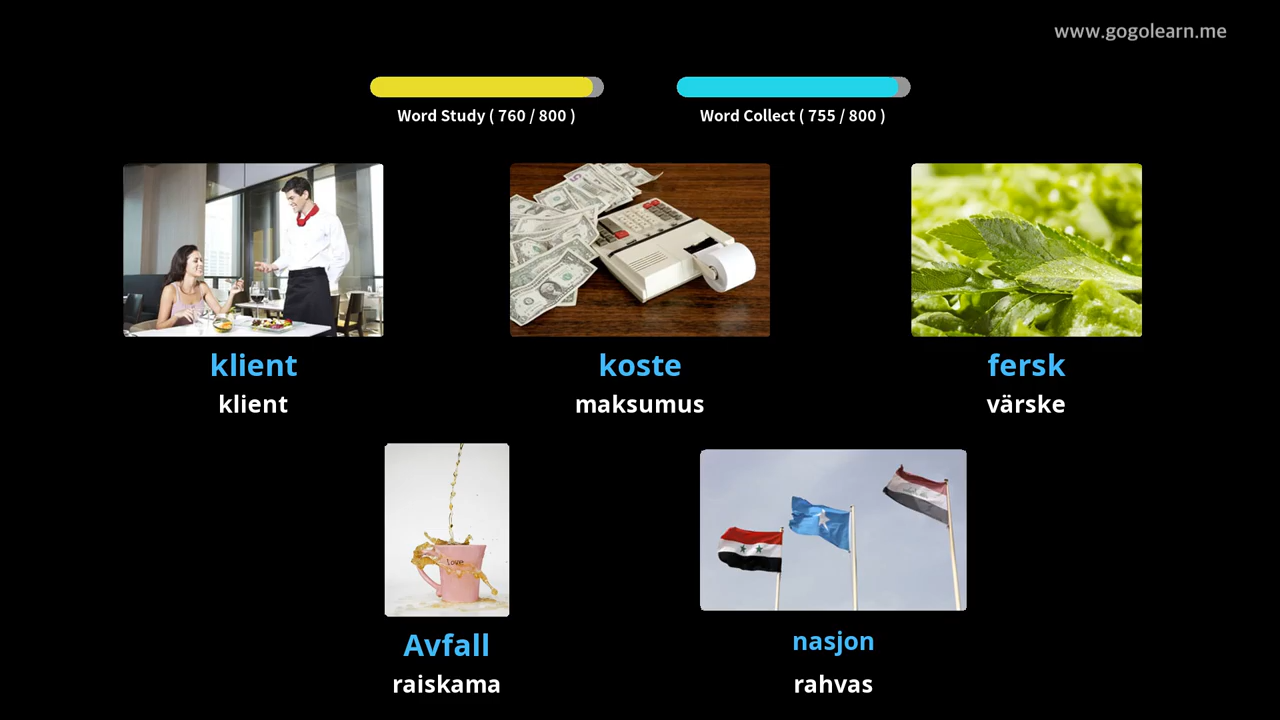 www.gogolearn.me
Word Study ( 760 / 800 )
Word Collect ( 755 / 800 )
klient
klient
koste
maksumus
fersk
värske
love
Avfall
raiskama
nasjon
rahvas